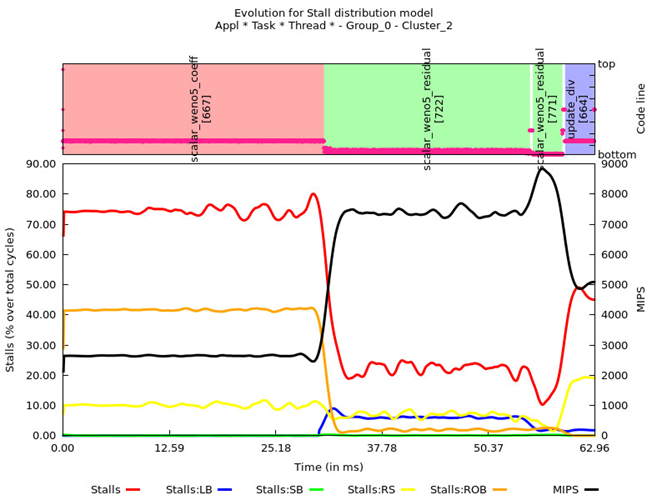 Evolution for Stall distribution model
Appl * Task * Thread * - Group_0 - Cluster_2
scalar_weno5_coeff
[667]
scalar_weno5_residual
[722]
scalar_weno5_residual
[771]
update_div
[664]
top
bottom
Code line
90.00
80.00
70.00
60.00
50.00
40.00
30.00
20.00
10.00
0.00
Stalls (% over total cycles)
9000
8000
7000
6000
5000
4000
3000
2000
1000
0
MIPS
0.00 12.59 25.18 37.78 50.37 62.96
Time (in ms)
Stalls Stalls:LB Stalls:SB Stalls:RS Stalls:ROB MIPS